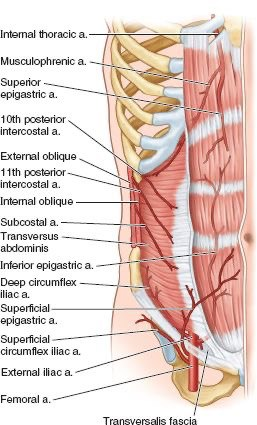 Internal thoracic a.
Musculophrenic a.
Superior
epigastric a.
10th posterior
intercostal a.
External oblique
11th posterior
intercostal a.
Internal oblique
Subcostal a.
Transversus
abdominis
Inferior epigastric a.
Deep circumflex
iliac a.
Superficial
epigastric a.
Superficial
circumflex iliac a.
External iliac a.
Femoral a.
Transversalis fascia